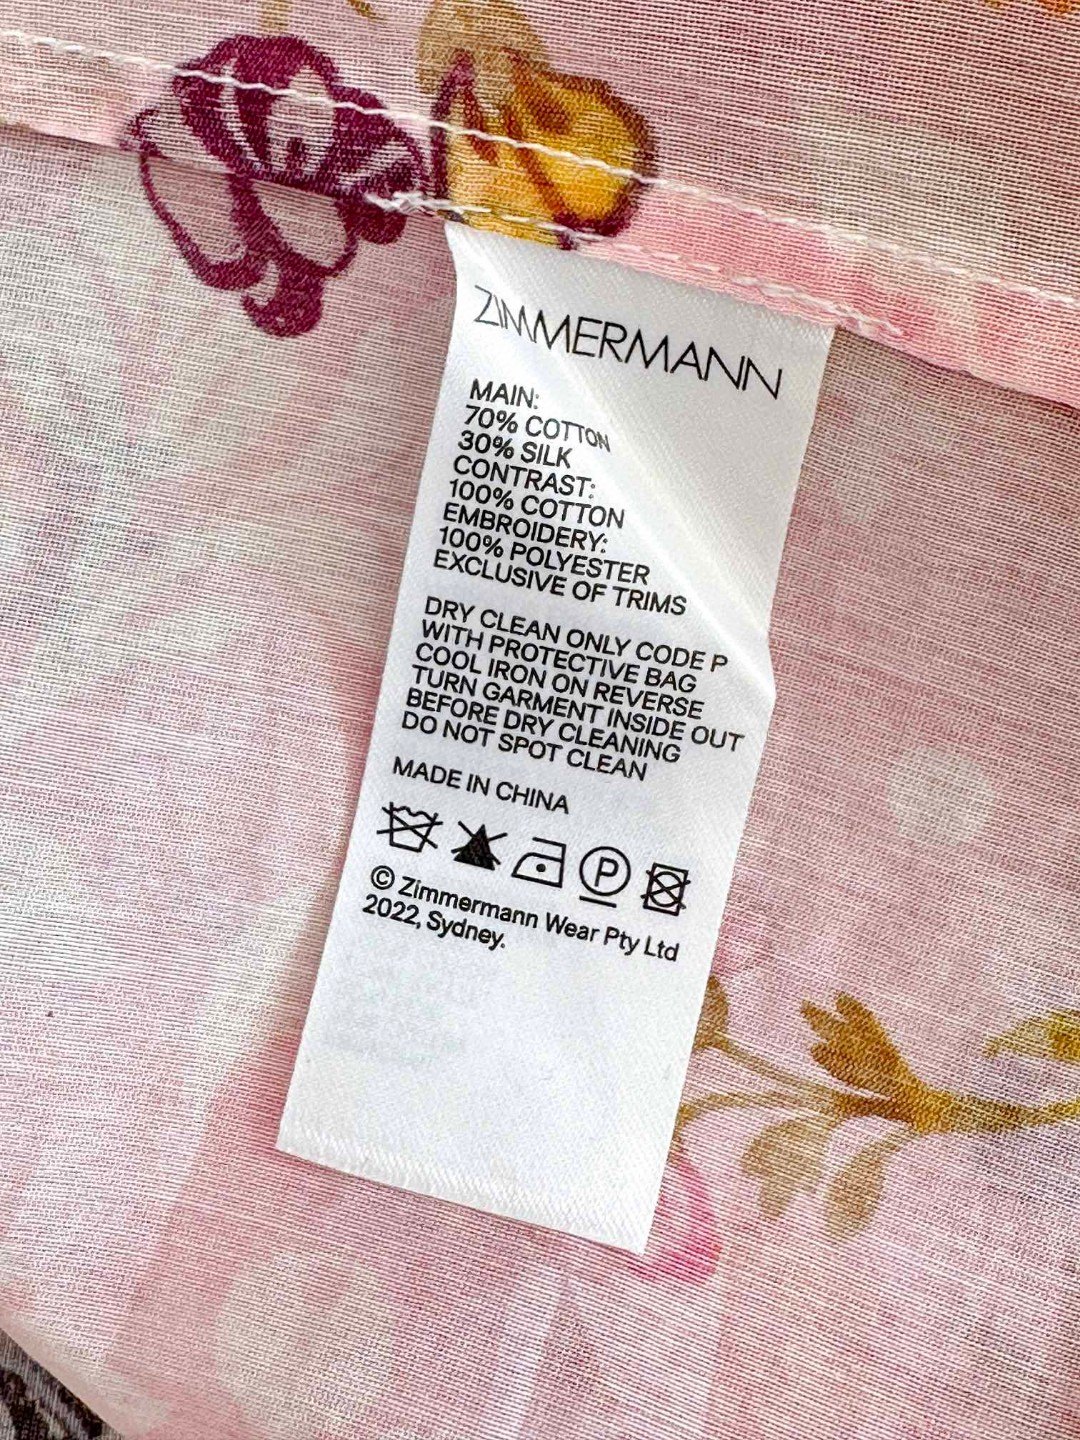 ZIMMERMANN
MAIN:
70% COTTON
30% SILK
CONTRAST:
100% COTTON
EMBROIDERY:
100% POLYESTER
EXCLUSIVE OF TRIMS
DRY CLEAN ONLY CODE P
WITH PROTECTIVE BAG
COOL IRON ON REVERSE
TURN GARMENT INSIDE OUT
BEFORE DRY CLEANING
DO NOT SPOT CLEAN
MADE IN CHINA
P
© Zimmermann Wear Pty Ltd
2022, Sydney.